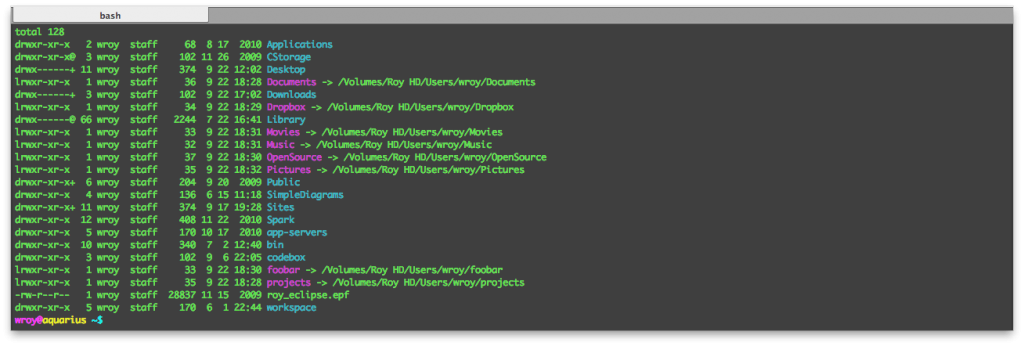 bash
total 128
drwxr-xr-x   2 wroy  staff     68  8 17  2010 Applications
drwxr-xr-x@  3 wroy  staff    102 11 26  2009 CStorage
drwx------+ 11 wroy  staff    374  9 22 12:02 Desktop
lrwxr-xr-x   1 wroy  staff     36  9 22 18:28 Documents -> /Volumes/Roy HD/Users/wroy/Documents
drwx------+  3 wroy  staff    102  9 22 17:02 Downloads
lrwxr-xr-x   1 wroy  staff     34  9 22 18:29 Dropbox -> /Volumes/Roy HD/Users/wroy/Dropbox
drwx------@ 66 wroy  staff   2244  7 22 16:41 Library
lrwxr-xr-x   1 wroy  staff     33  9 22 18:31 Movies -> /Volumes/Roy HD/Users/wroy/Movies
lrwxr-xr-x   1 wroy  staff     32  9 22 18:31 Music -> /Volumes/Roy HD/Users/wroy/Music
lrwxr-xr-x   1 wroy  staff     37  9 22 18:30 OpenSource -> /Volumes/Roy HD/Users/wroy/OpenSource
lrwxr-xr-x   1 wroy  staff     35  9 22 18:32 Pictures -> /Volumes/Roy HD/Users/wroy/Pictures
drwxr-xr-x+  6 wroy  staff    204  9 20  2009 Public
drwxr-xr-x   4 wroy  staff    136  6 15 11:18 SimpleDiagrams
drwxr-xr-x+ 11 wroy  staff    374  9 17 19:28 Sites
drwxr-xr-x  12 wroy  staff    408 11 22  2010 Spark
drwxr-xr-x   5 wroy  staff    170 10 17  2010 app-servers
drwxr-xr-x  10 wroy  staff    340  7  2 12:40 bin
drwxr-xr-x   3 wroy  staff    102  9  6 22:05 codebox
lrwxr-xr-x   1 wroy  staff     33  9 22 18:30 foobar -> /Volumes/Roy HD/Users/wroy/foobar
lrwxr-xr-x   1 wroy  staff     35  9 22 18:28 projects -> /Volumes/Roy HD/Users/wroy/projects
-rw-r--r--   1 wroy  staff  28837 11 15  2009 roy_eclipse.epf
drwxr-xr-x   5 wroy  staff    170  6  1 22:44 workspace
wroy@aquarius ~$